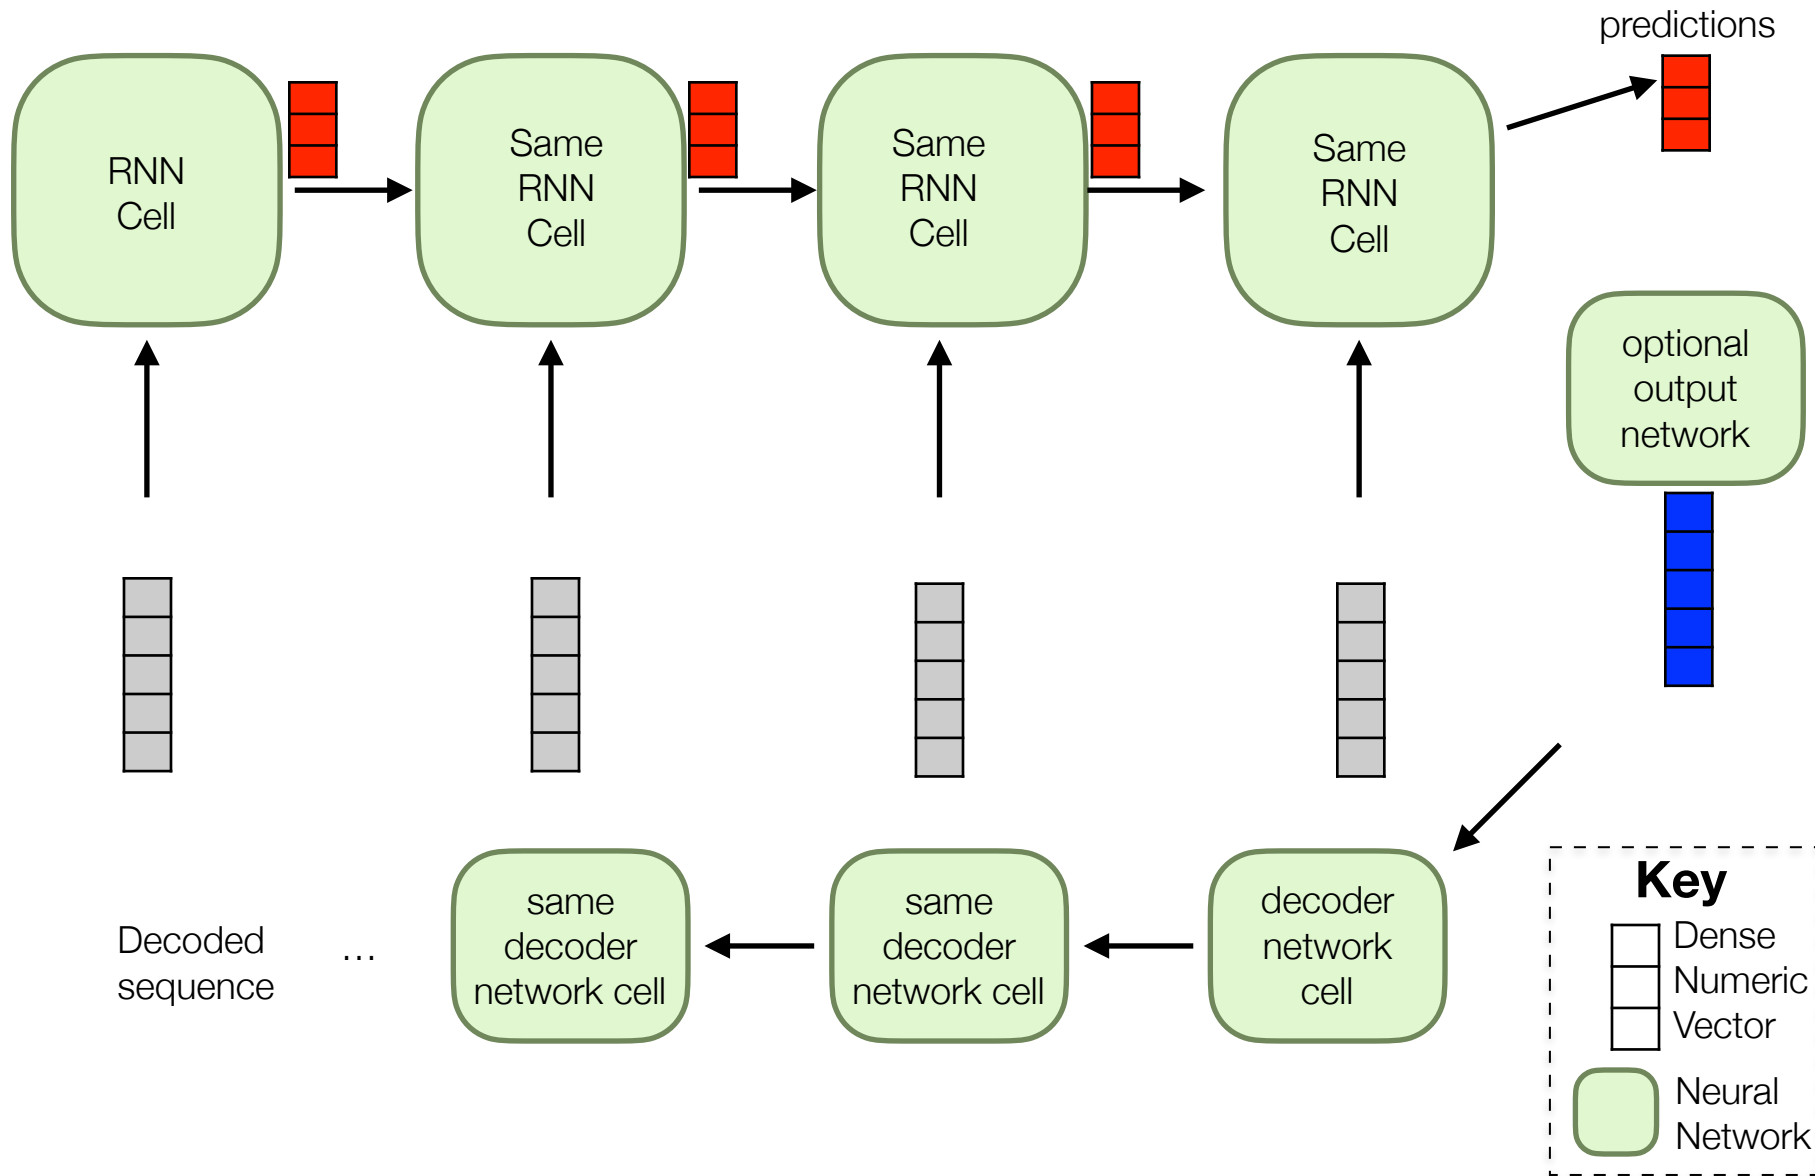 predictions
RNN
Cell
Same
RNN
Cell
Same
RNN
Cell
Same
RNN
Cell
optional
output
network
Decoded
sequence
...
same
decoder
network cell
same
decoder
network cell
decoder
network
cell
Key
Dense
Numeric
Vector
Neural
Network